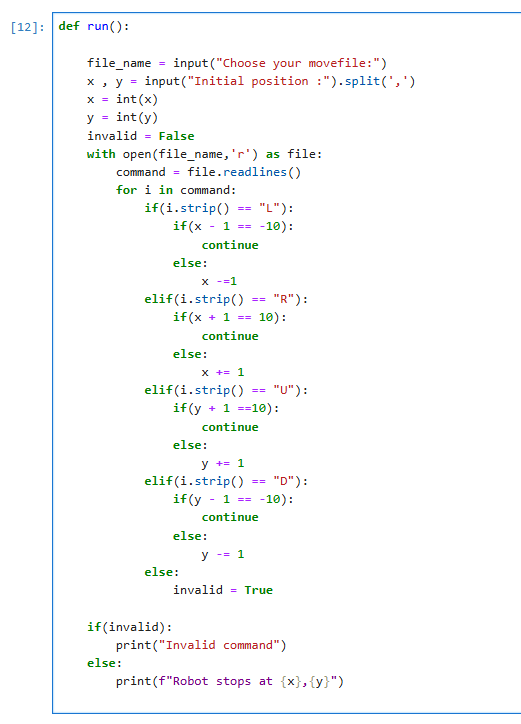 [12]: def run():
    file_name = input("Choose your movefile:")
    x , y = input("Initial position :").split(',')
    x = int(x)
    y = int(y)
    invalid = False
    with open(file_name,'r') as file:
        command = file.readlines()
        for i in command:
            if(i.strip() == "L"):
                if(x - 1 == -10):
                    continue
                else:
                    x -=1
            elif(i.strip() == "R"):
                if(x + 1 == 10):
                    continue
                else:
                    x += 1
            elif(i.strip() == "U"):
                if(y + 1 ==10):
                    continue
                else:
                    y += 1
            elif(i.strip() == "D"):
                if(y - 1 == -10):
                    continue
                else:
                    y -= 1
            else:
                invalid = True
    if(invalid):
        print("Invalid command")
    else:
        print(f"Robot stops at {x},{y}")